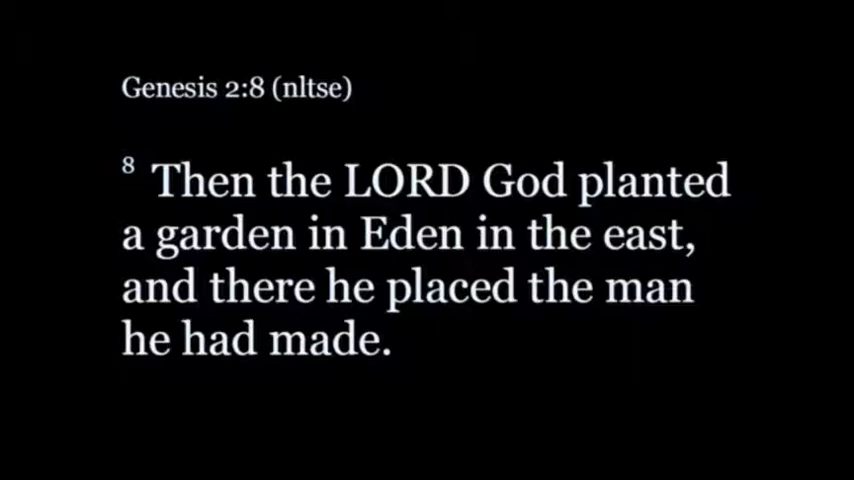 Genesis 2:8 (nltse)
8 Then the LORD God planted
a garden in Eden in the east,
and there he placed the man
he had made.